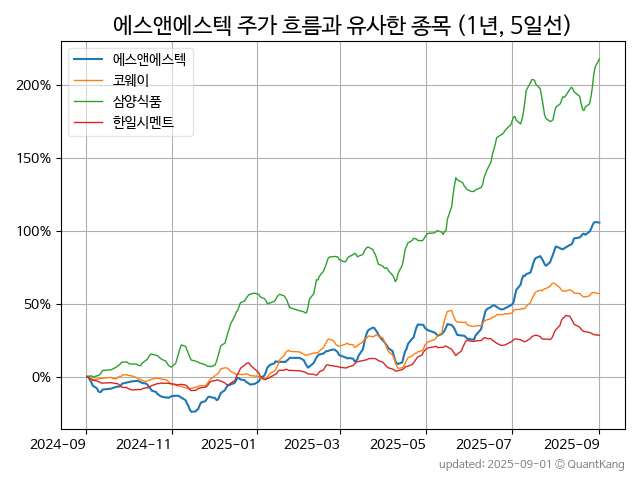 에스앤에스텍 주가 흐름과 유사한 종목 (1년, 5일선)
에스앤에스텍
코웨이
삼양식품
한일시멘트
200%
150%
100%
50%
0%
2024-09 2024-11 2025-01 2025-03 2025-05 2025-07 2025-09
updated: 2025-09-01 © QuantKang